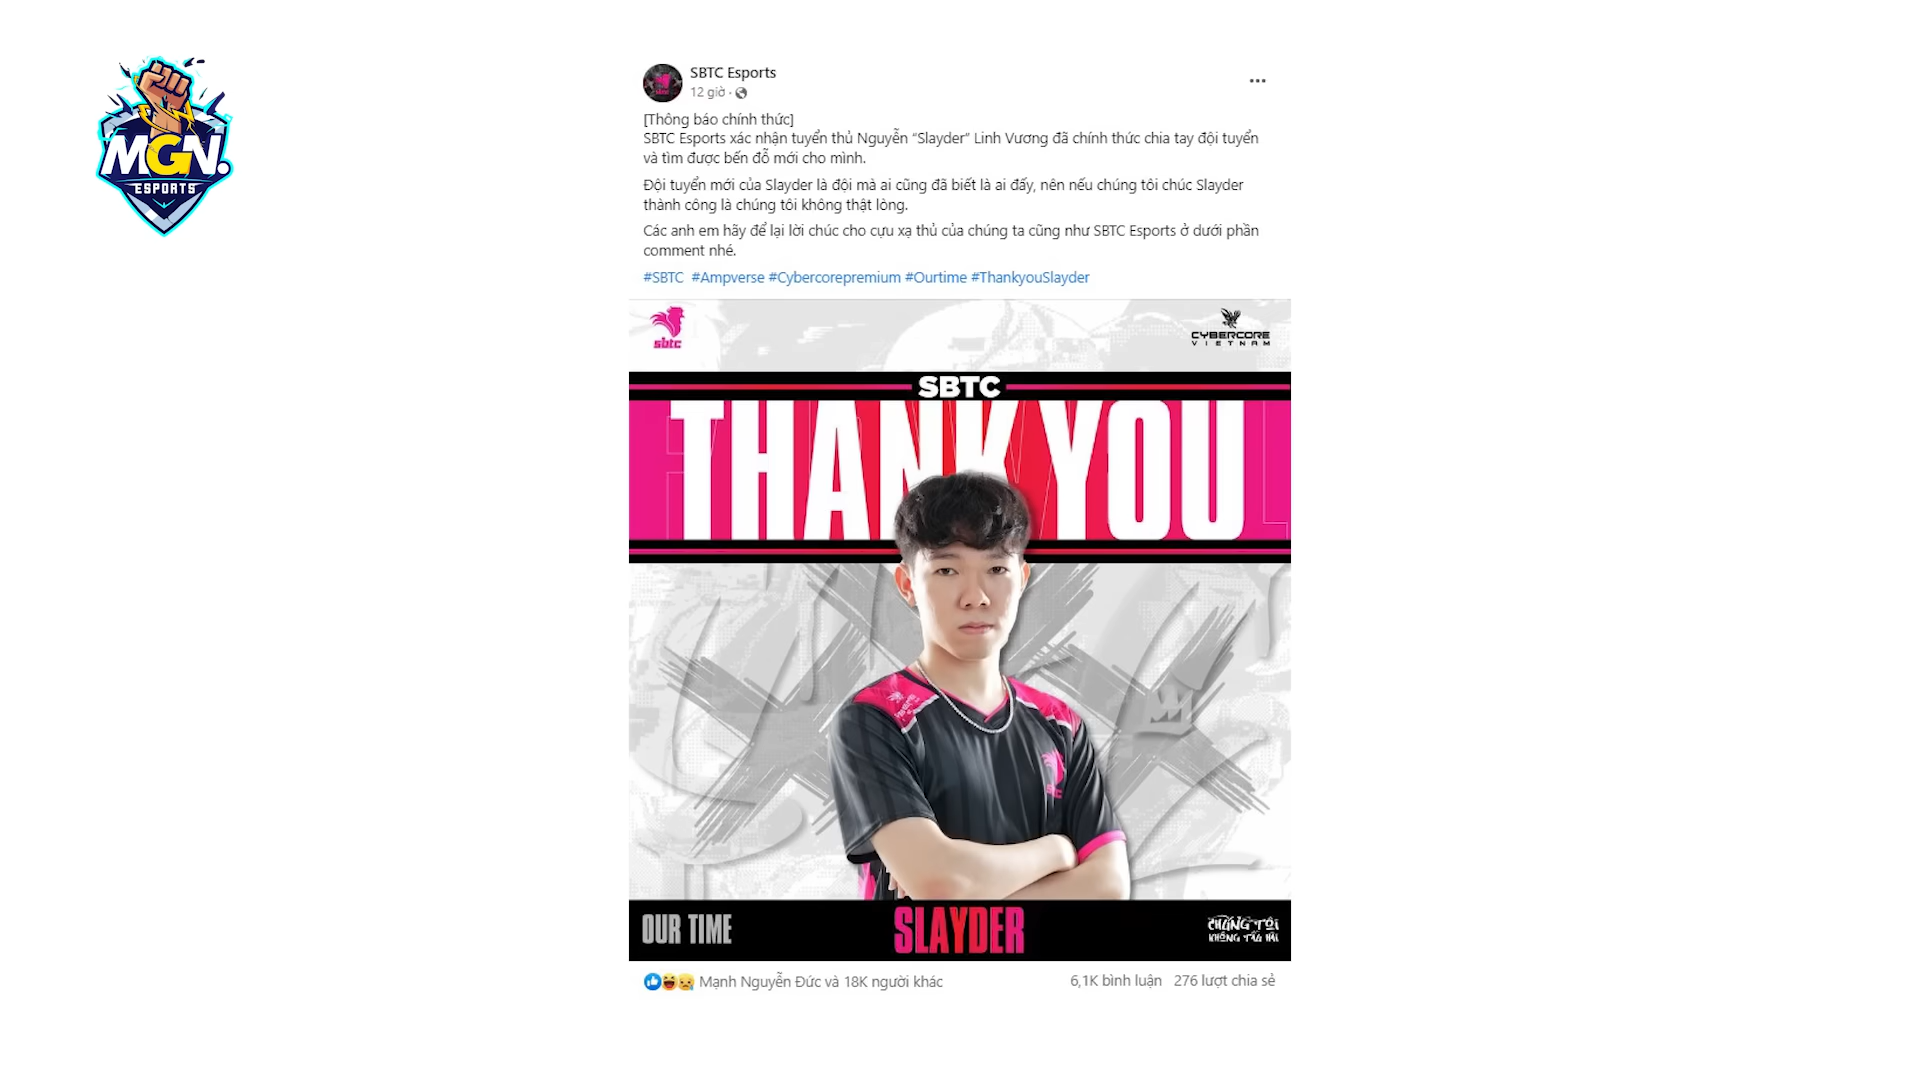 MGN.
ESPORTS
SBTC Esports
12 giờ ·
[Thông báo chính thức]
SBTC Esports xác nhận tuyển thủ Nguyễn “Slayder” Linh Vương đã chính thức chia tay đội tuyển
và tìm được bến đỗ mới cho mình.
Đội tuyển mới của Slayder là đội mà ai cũng đã biết là ai đấy, nên nếu chúng tôi chúc Slayder
thành công là chúng tôi không thật lòng.
Các anh em hãy để lại lời chúc cho cựu xạ thủ của chúng ta cũng như SBTC Esports ở dưới phần
comment nhé.
#SBTC #Ampverse #Cybercorepremium #Ourtime #ThankyouSlayder
sbtc
CYBERCORE
VIETNAM
SBTC
THANK YOU
SBTC
OUR TIME
SLAYDER
CHÚNG TÔI
KHÔNG TẤU HÀI
Mạnh Nguyễn Đức và 18K người khác
6,1K bình luận 276 lượt chia sẻ